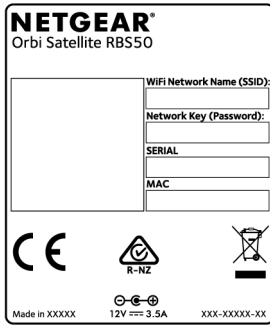 NETGEAR®
Orbi Satellite RBS50
WiFi Network Name (SSID):
Network Key (Password):
SERIAL
MAC
CE
R-NZ
Made in XXXXX
12V ⎓ 3.5A
XXX-XXXXX-XX